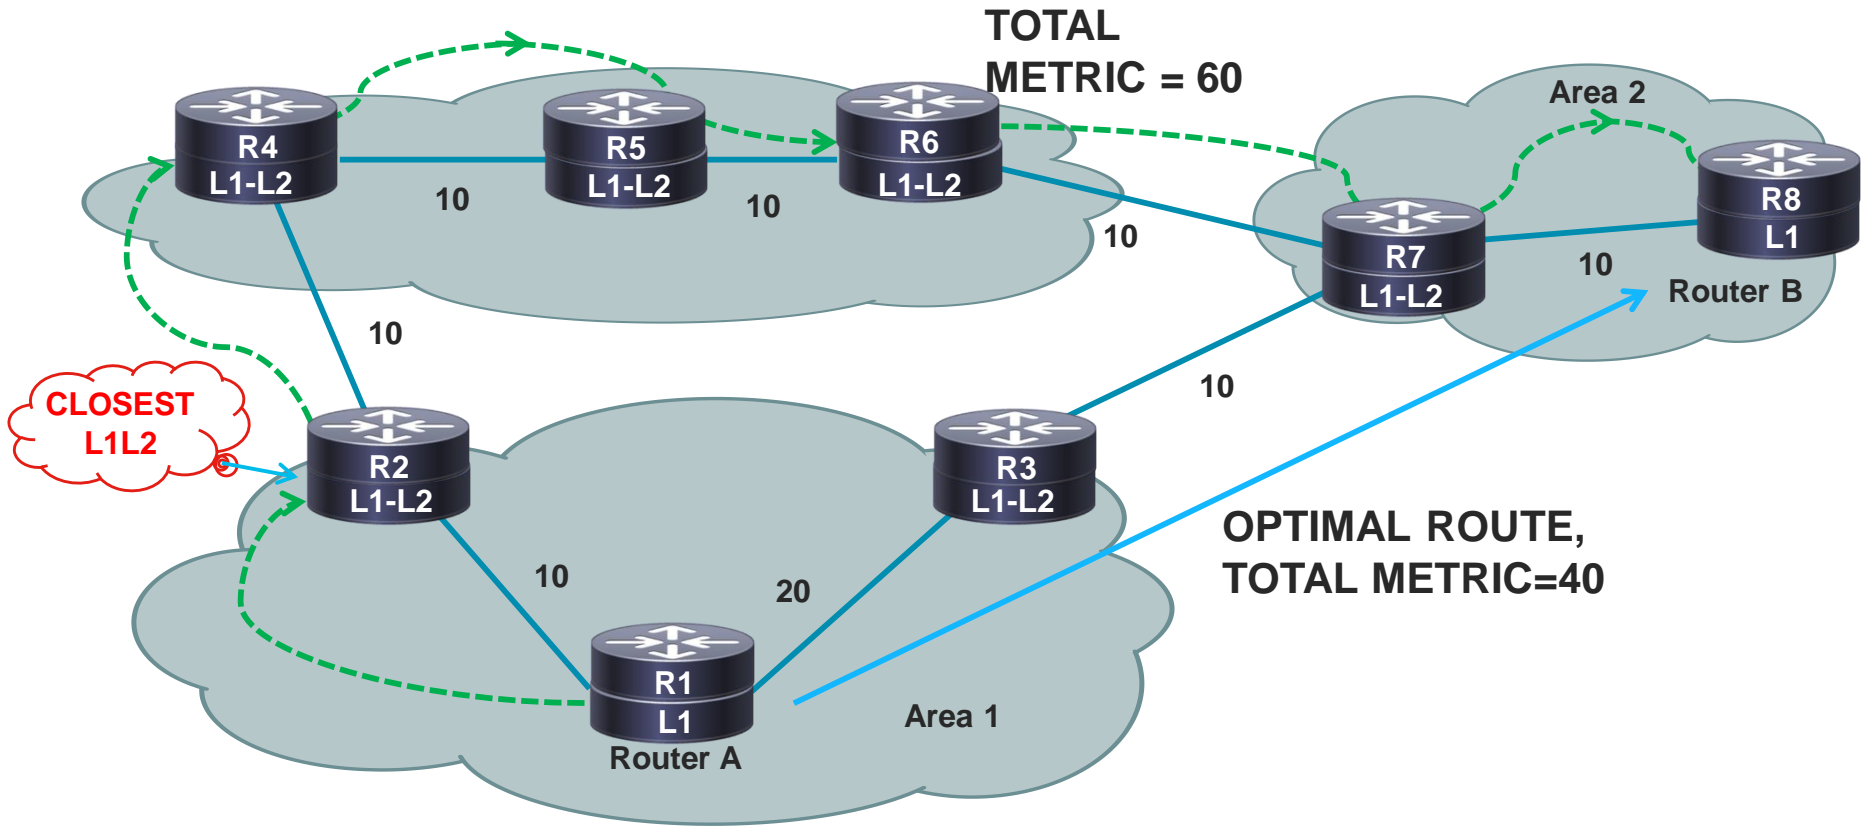 TOTAL
METRIC = 60
Area 2
R4
L1-L2
R5
L1-L2
R6
L1-L2
R8
L1
Router B
R7
L1-L2
10
10
10
10
10
10
CLOSEST
L1L2
R2
L1-L2
R3
L1-L2
OPTIMAL ROUTE,
TOTAL METRIC=40
10
20
R1
L1
Router A
Area 1